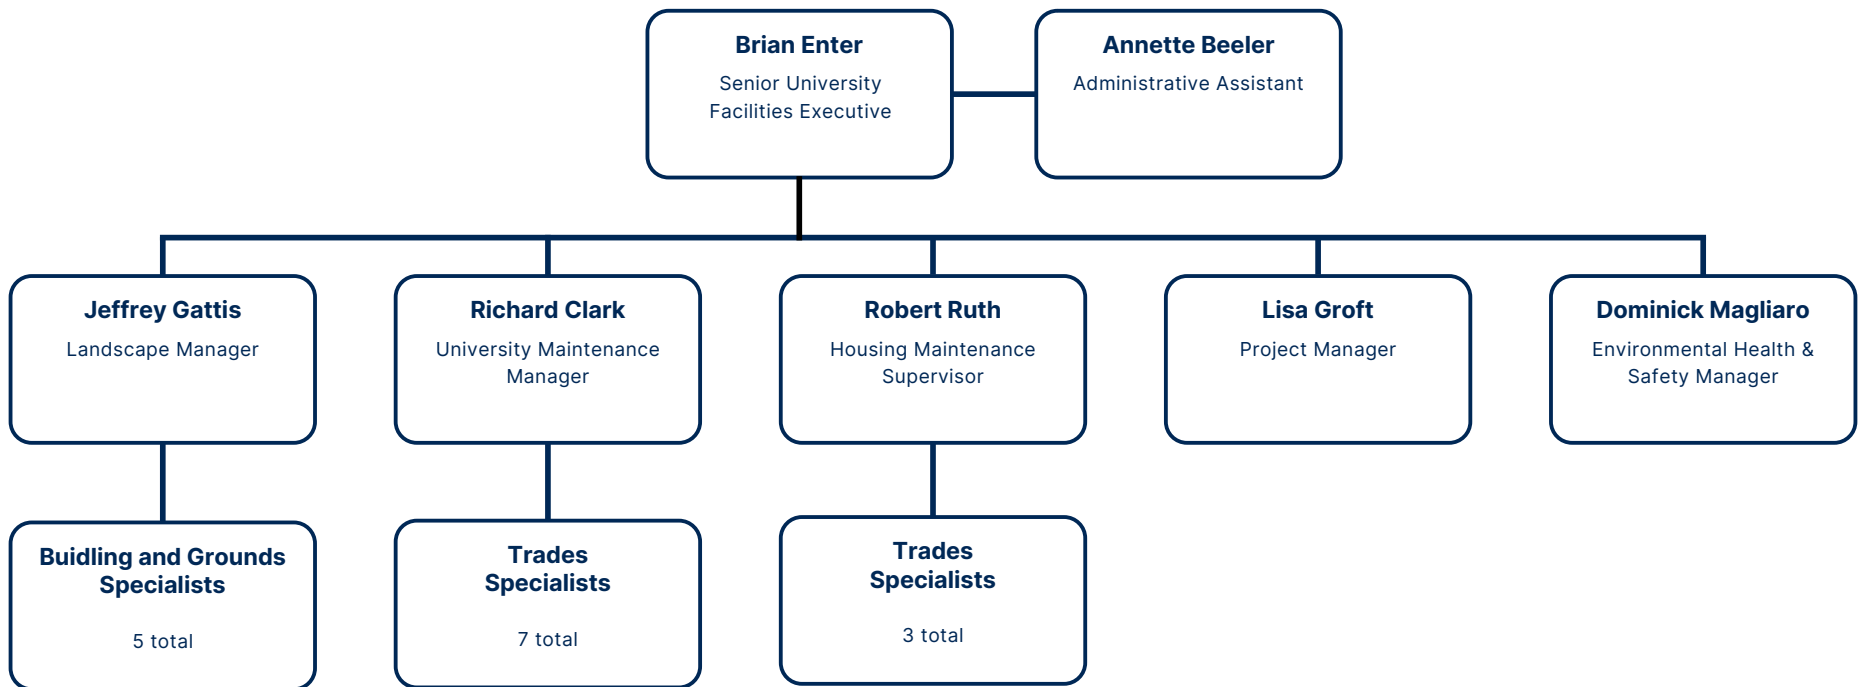 Brian Enter
Senior University
Facilities Executive
Annette Beeler
Administrative Assistant
Jeffrey Gattis
Landscape Manager
Richard Clark
University Maintenance
Manager
Robert Ruth
Housing Maintenance
Supervisor
Lisa Groft
Project Manager
Dominick Magliaro
Environmental Health &
Safety Manager
Buidling and Grounds
Specialists
5 total
Trades
Specialists
7 total
Trades
Specialists
3 total